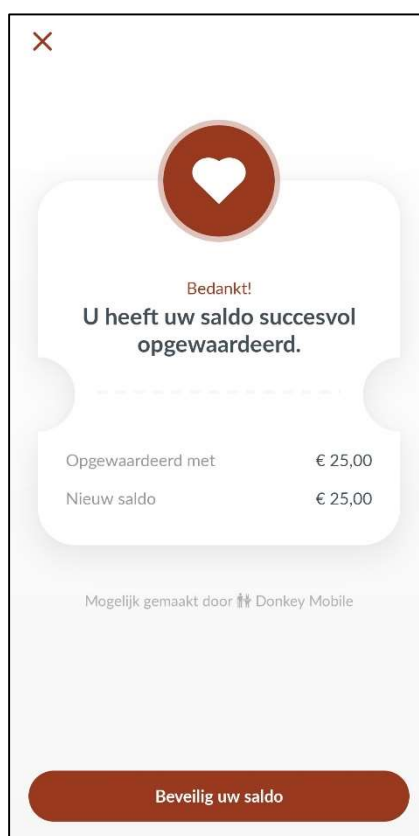 Bedankt!
U heeft uw saldo succesvol
opgewaardeerd.
Opgewaardeerd met € 25,00
Nieuw saldo € 25,00
Mogelijk gemaakt door Donkey Mobile
Beveilig uw saldo